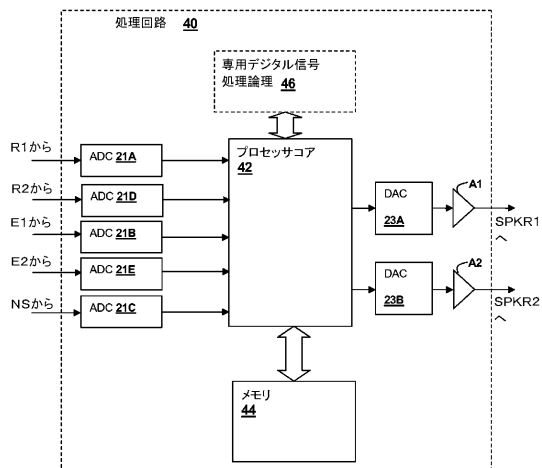 処理回路 40
専用デジタル信号
処理論理 46
R1から
ADC 21A
プロセッサコア
42
R2から
ADC 21D
E1から
ADC 21B
E2から
ADC 21E
NSから
ADC 21C
DAC
23A
A1
SPKR1
へ
DAC
23B
A2
SPKR2
へ
メモリ
44